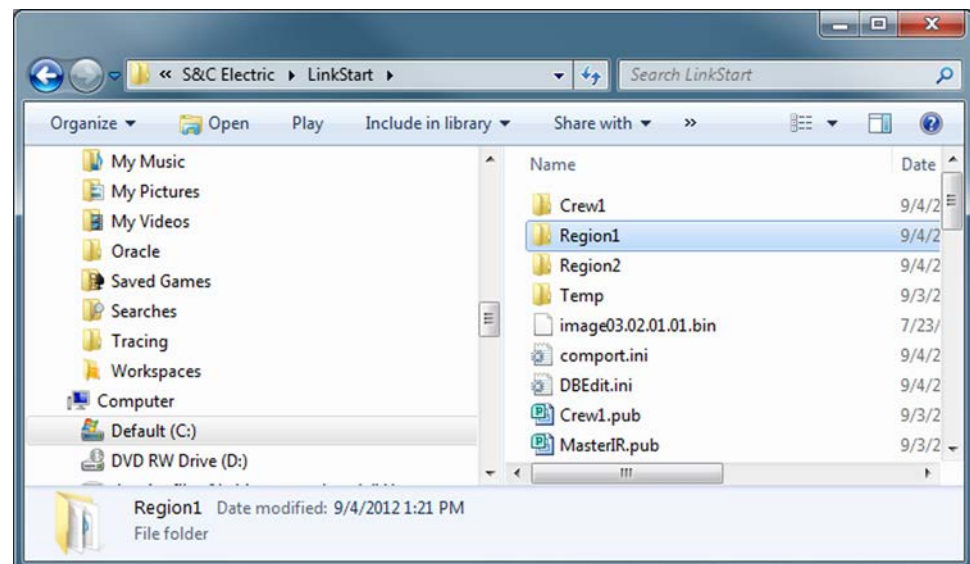 « S&C Electric ▸ LinkStart ▸ Search LinkStart
Organize Open Play Include in library Share with »
My Music
My Pictures
My Videos
Oracle
Saved Games
Searches
Tracing
Workspaces
Computer
Default (C:)
DVD RW Drive (D:)
Name Date
Crew1 9/4/2
Region1 9/4/2
Region2 9/4/2
Temp 9/3/2
image03.02.01.01.bin 7/23/
comport.ini 9/4/2
DBEdit.ini 9/4/2
Crew1.pub 9/3/2
MasterIR.pub 9/3/2
Region1 Date modified: 9/4/2012 1:21 PM
File folder